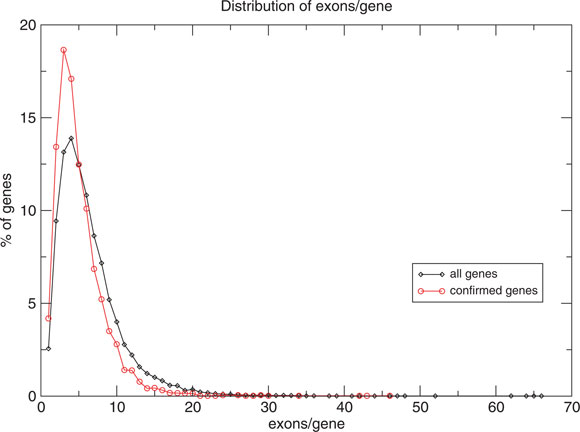 Distribution of exons/gene
20
15
10
5
0
% of genes
all genes
confirmed genes
0 10 20 30 40 50 60 70
exons/gene